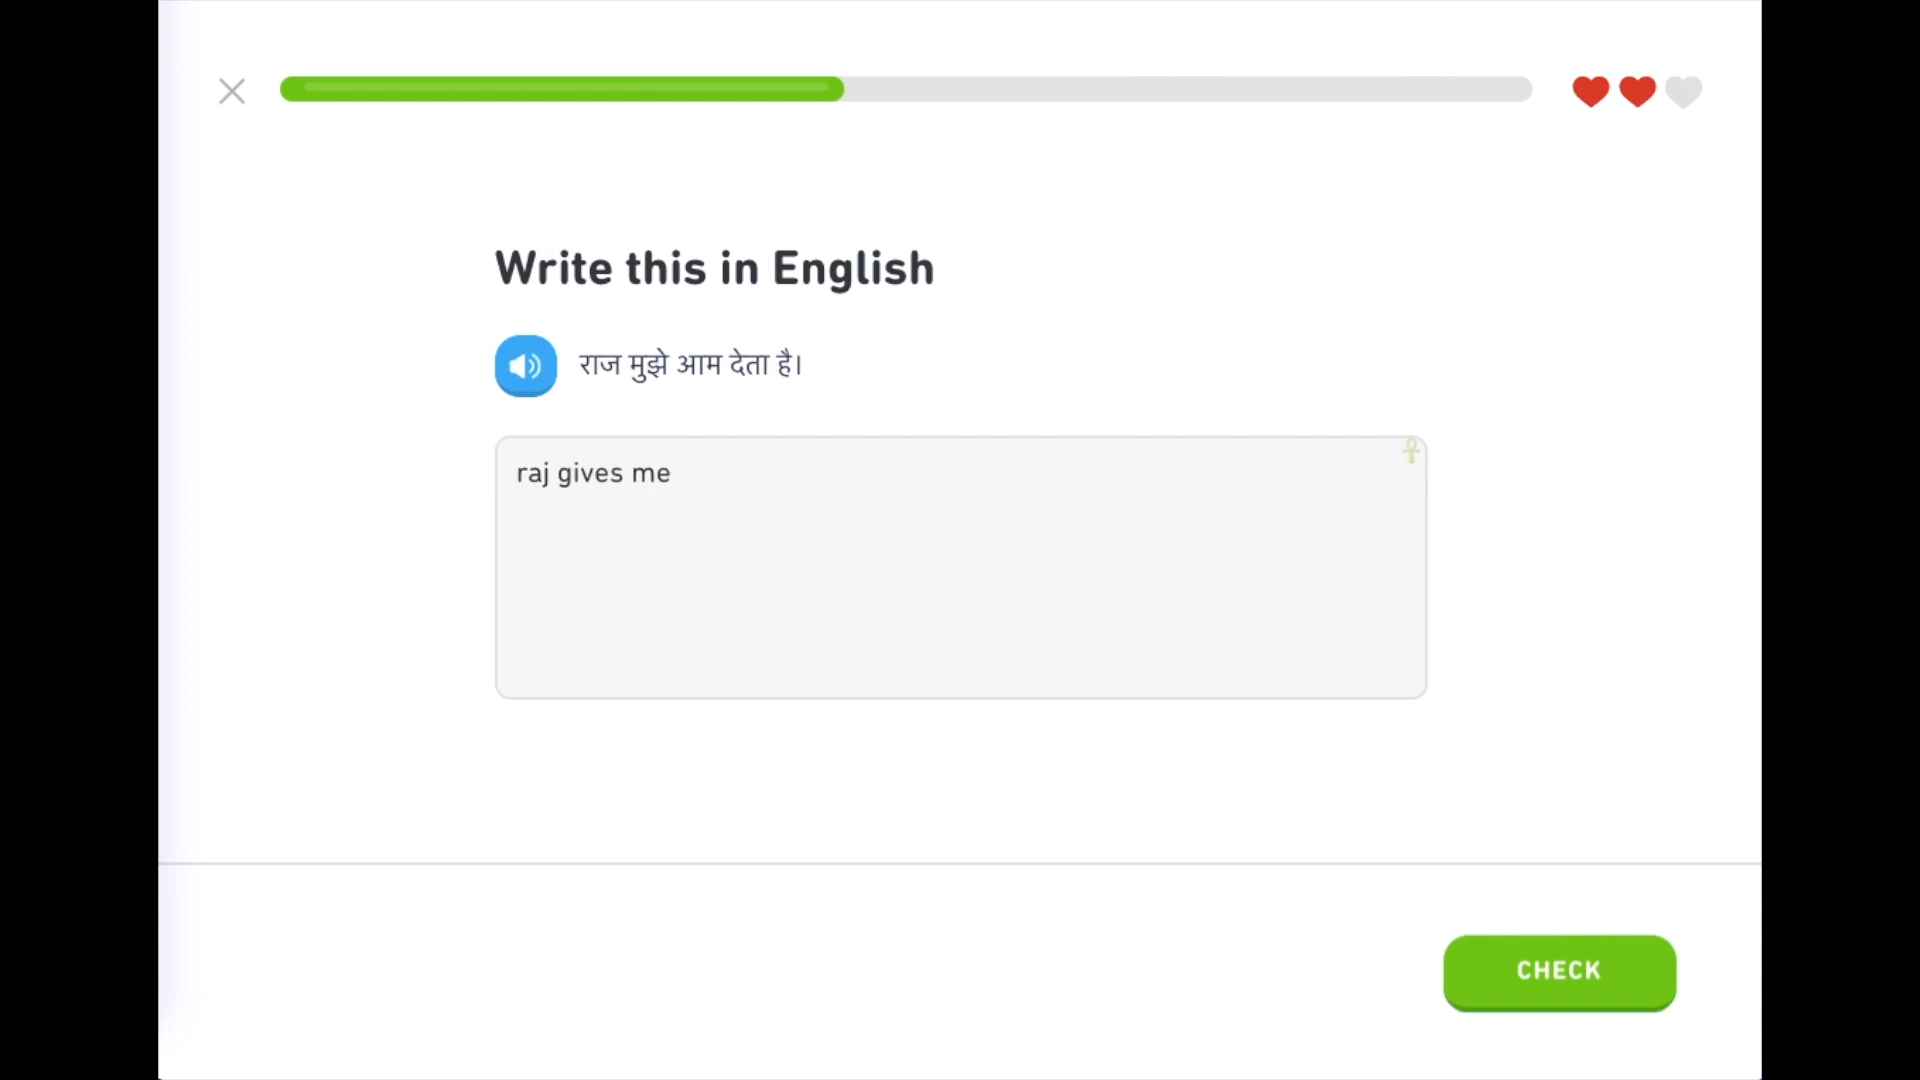 Write this in English
राज मुझे आम देता है।
raj gives me
CHECK